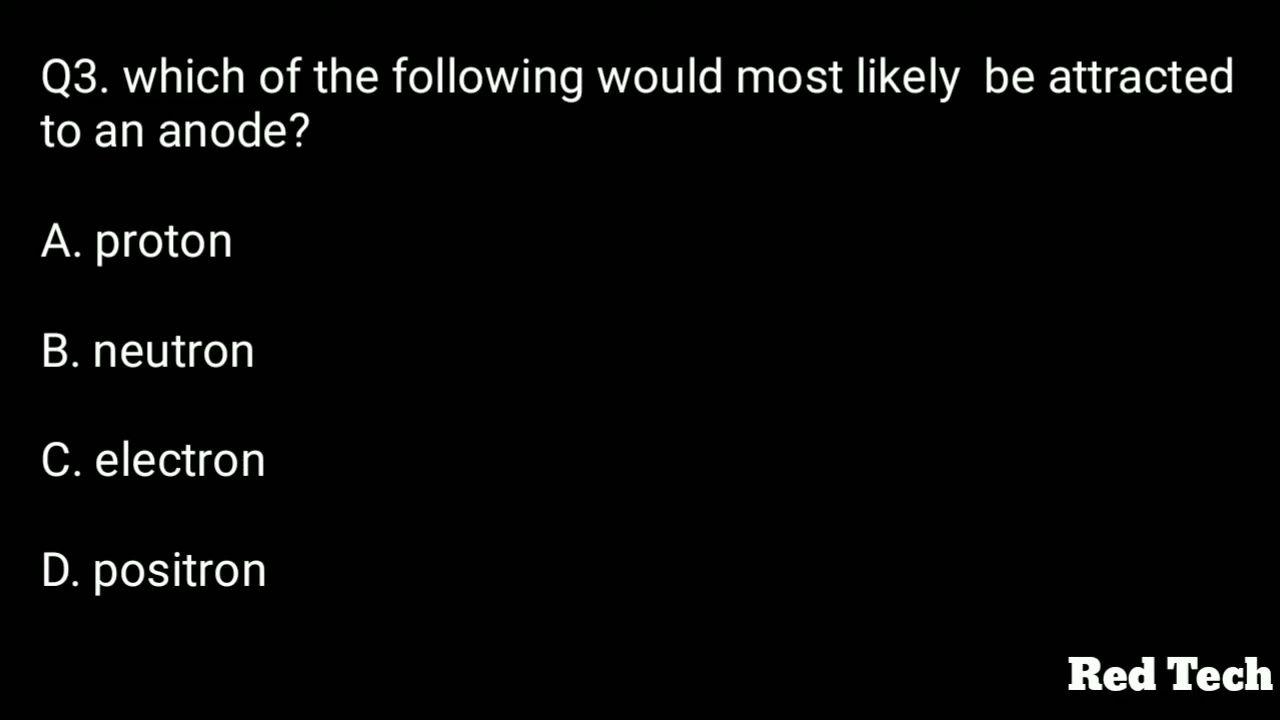 Q3. which of the following would most likely  be attracted
to an anode?
A. proton
B. neutron
C. electron
D. positron
Red Tech